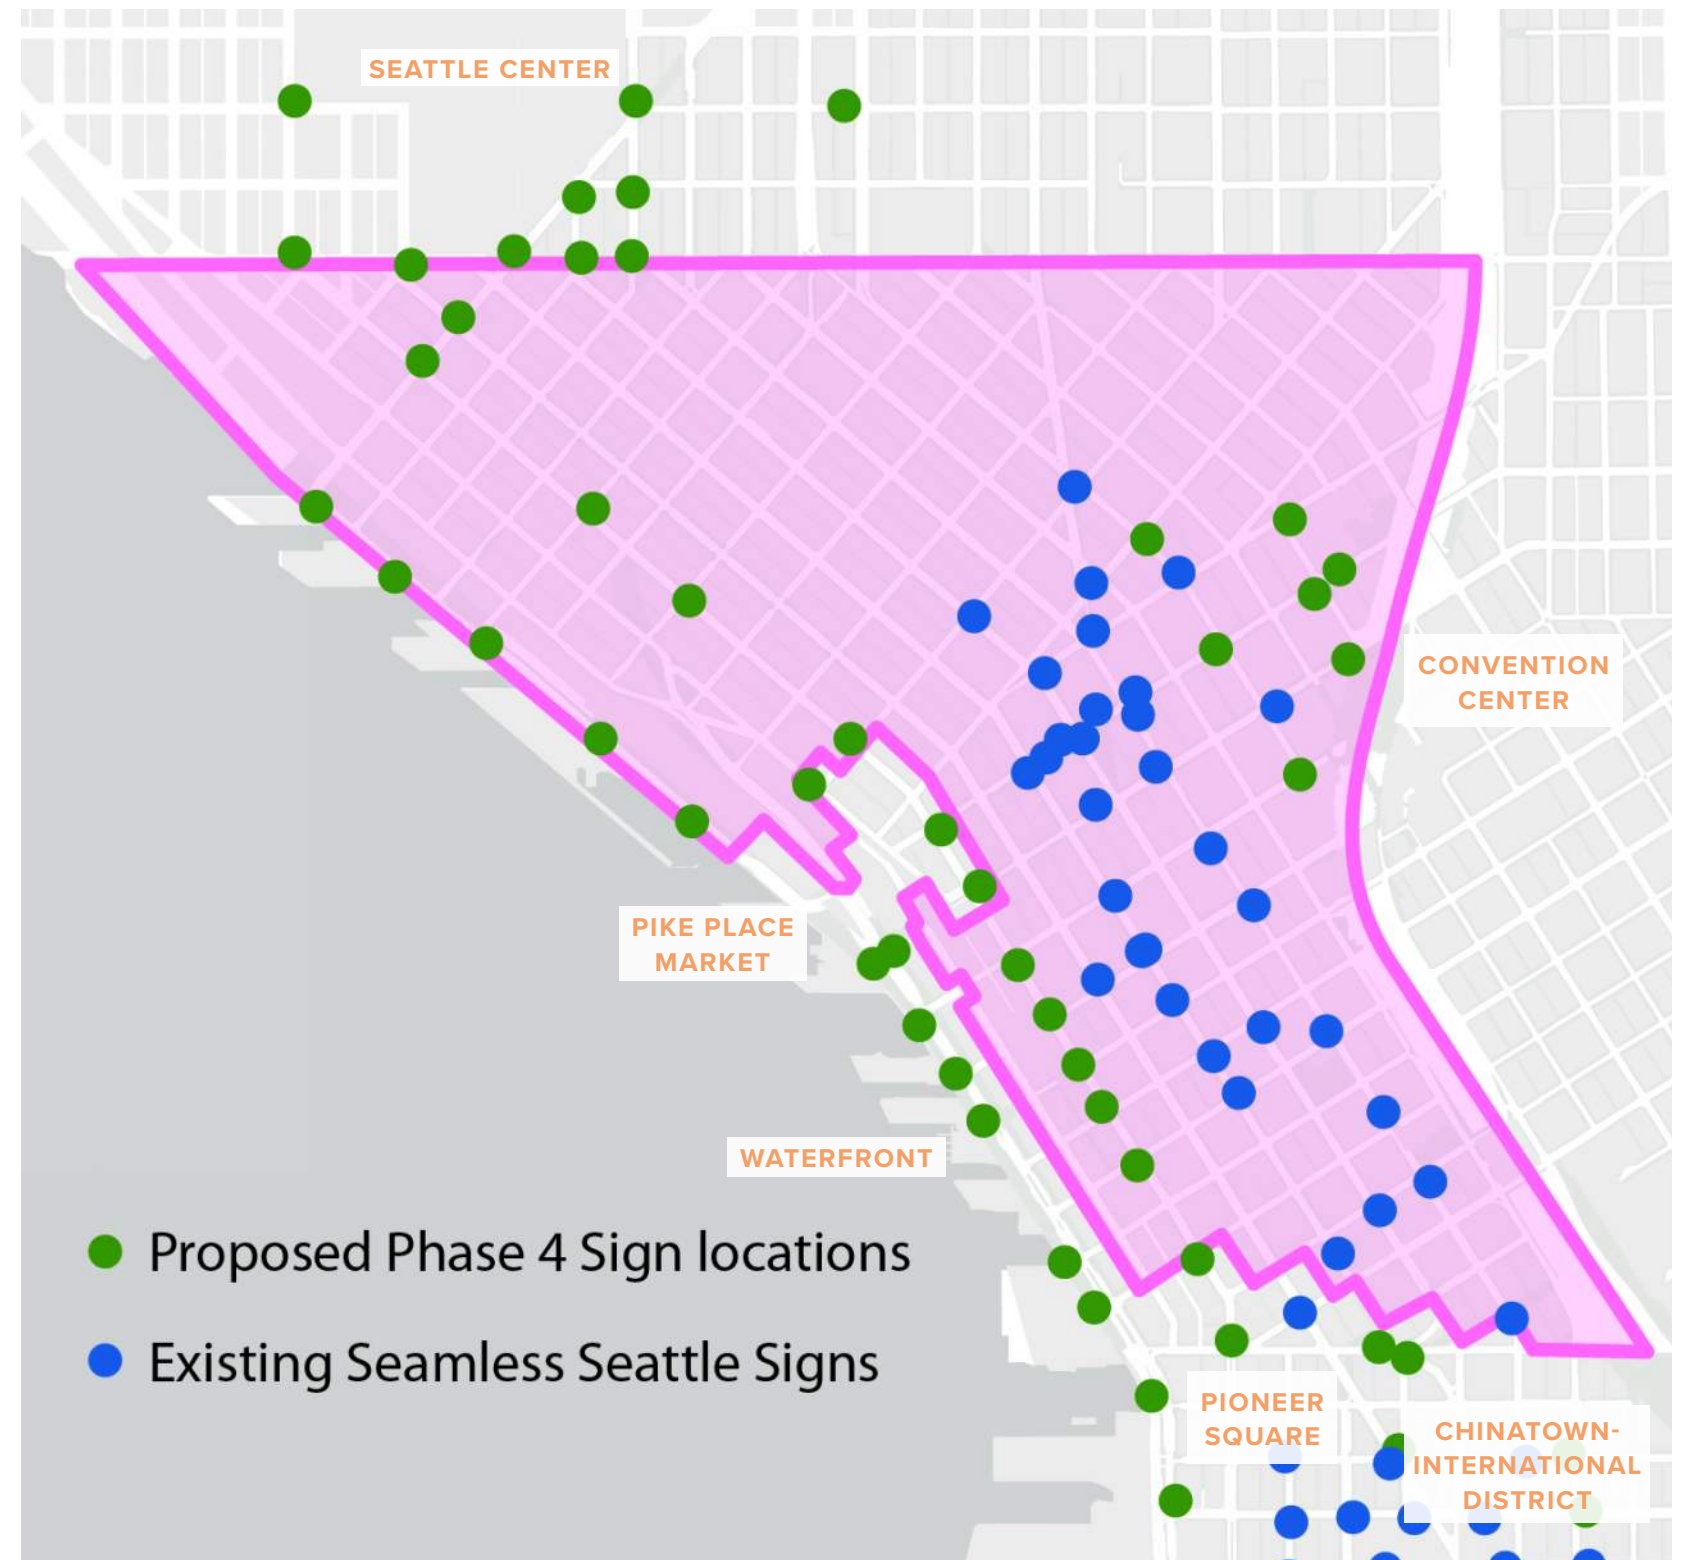 SEATTLE CENTER
CONVENTION
CENTER
PIKE PLACE
MARKET
WATERFRONT
Proposed Phase 4 Sign locations
Existing Seamless Seattle Signs
PIONEER
SQUARE
CHINATOWN-
INTERNATIONAL
DISTRICT